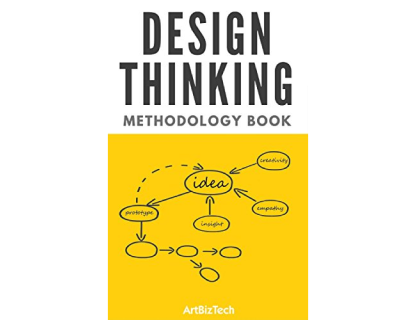 DESIGN
THINKING
METHODOLOGY BOOK
creativity
idea
prototype
empathy
insight
ArtBizTech